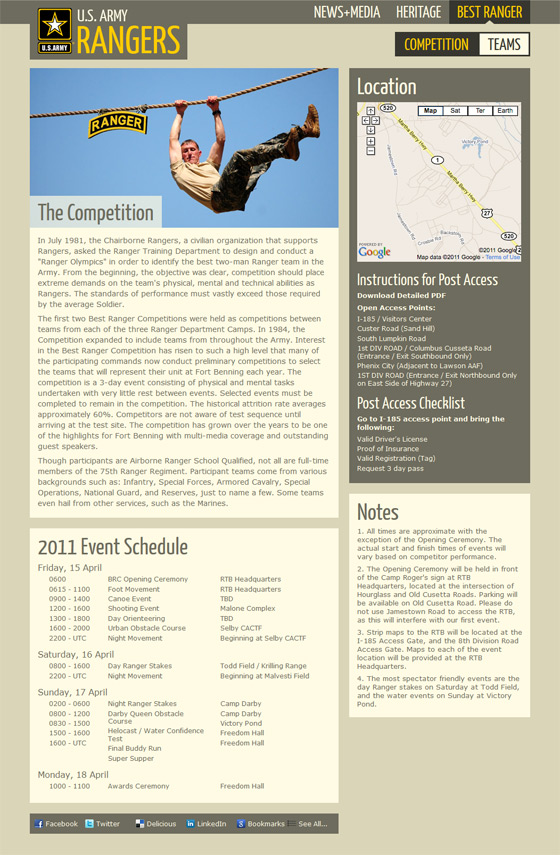 U.S. ARMY
RANGERS
U.S.ARMY
NEWS+MEDIA HERITAGE BEST RANGER
COMPETITION TEAMS
RANGER
The Competition
In July 1981, the Chairborne Rangers, a civilian organization that supports
Rangers, asked the Ranger Training Department to design and conduct a
"Ranger Olympics" in order to identify the best two-man Ranger team in the
Army. From the beginning, the objective was clear, competition should place
extreme demands on the team's physical, mental and technical abilities as
Rangers. The standards of performance must vastly exceed those required
by the average Soldier.
The first two Best Ranger Competitions were held as competitions between
teams from each of the three Ranger Department Camps. In 1984, the
Competition expanded to include teams from throughout the Army. Interest
in the Best Ranger Competition has risen to such a high level that many of
the participating commands now conduct preliminary competitions to select
the teams that will represent their unit at Fort Benning each year. The
competition is a 3-day event consisting of physical and mental tasks
undertaken with very little rest between events. Selected events must be
completed to remain in the competition. The historical attrition rate averages
approximately 60%. Competitors are not aware of test sequence until
arriving at the test site. The competition has grown over the years to be one
of the highlights for Fort Benning with multi-media coverage and outstanding
guest speakers.
Though participants are Airborne Ranger School Qualified, not all are full-time
members of the 75th Ranger Regiment. Participant teams come from various
backgrounds such as: Infantry, Special Forces, Armored Cavalry, Special
Operations, National Guard, and Reserves, just to name a few. Some teams
even hail from other services, such as the Marines.
2011 Event Schedule
Friday, 15 April
0600 BRC Opening Ceremony RTB Headquarters
0615 - 1100 Foot Movement RTB Headquarters
0900 - 1400 Canoe Event TBD
1200 - 1600 Shooting Event Malone Complex
1300 - 1800 Day Orienteering TBD
1600 - 2000 Urban Obstacle Course Selby CACTF
2200 - UTC Night Movement Beginning at Selby CACTF
Saturday, 16 April
0800 - 1600 Day Ranger Stakes Todd Field / Krilling Range
2200 - UTC Night Movement Beginning at Malvesti Field
Sunday, 17 April
0200 - 0600 Night Ranger Stakes Camp Darby
0800 - 1200 Darby Queen Obstacle Course Camp Darby
0830 - 1500 Victory Pond
1500 - 1600 Helocast / Water Confidence Test Freedom Hall
1600 - UTC Freedom Hall
Final Buddy Run
Super Supper
Monday, 18 April
1000 - 1100 Awards Ceremony Freedom Hall
Facebook Twitter Delicious LinkedIn Bookmarks See All...
Location
Map Sat Ter Earth
520
Martha Berry Hwy
Victory Pond
1
Martha Berry Hwy
27
520
POWERED BY
Google
©2011 Google
Map data ©2011 Google - Terms of Use
Instructions for Post Access
Download Detailed PDF
Open Access Points:
I-185 / Visitors Center
Custer Road (Sand Hill)
South Lumpkin Road
1st DIV ROAD / Columbus Cusseta Road
(Entrance / Exit Southbound Only)
Phenix City (Adjacent to Lawson AAF)
1ST DIV ROAD (Entrance / Exit Northbound Only
on East Side of Highway 27)
Post Access Checklist
Go to I-185 access point and bring the
following:
Valid Driver's License
Proof of Insurance
Valid Registration (Tag)
Request 3 day pass
Notes
1. All times are approximate with the
exception of the Opening Ceremony. The
actual start and finish times of events will
vary based on competitor performance.
2. The Opening Ceremony will be held in front
of the Camp Roger's sign at RTB
Headquarters, located at the intersection of
Hourglass and Old Cusetta Roads. Parking will
be available on Old Cusetta Road. Please do
not use Jamestown Road to access the RTB,
as this will interfere with our first event.
3. Strip maps to the RTB will be located at the
I-185 Access Gate, and the 8th Division Road
Access Gate. Maps to each of the event
location will be provided at the RTB
Headquarters.
4. The most spectator friendly events are the
day Ranger stakes on Saturday at Todd Field,
and the water events on Sunday at Victory
Pond.